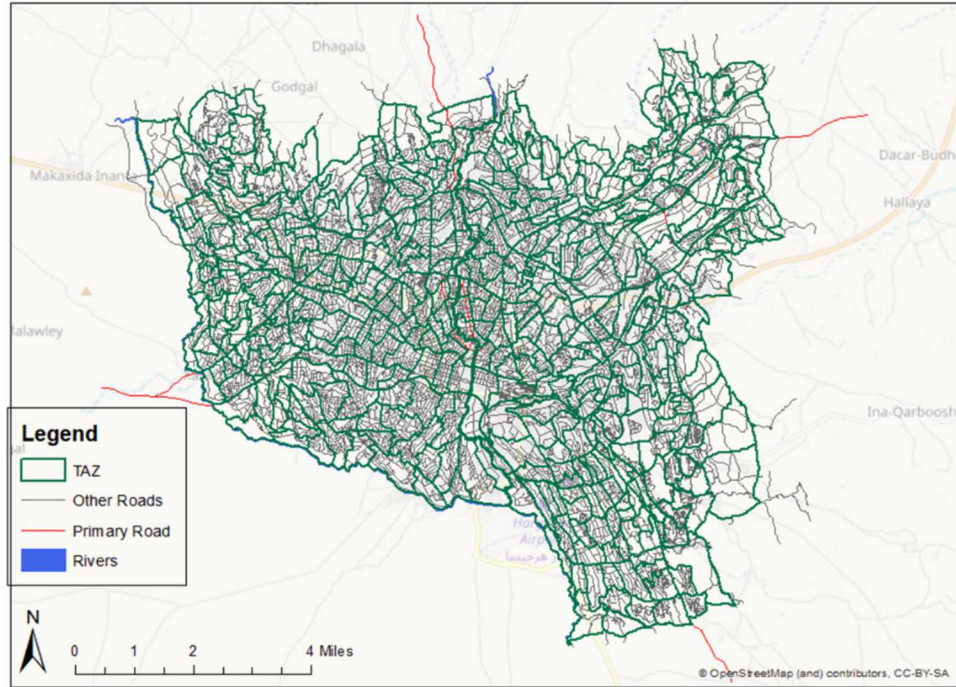 Dhagala
Godgal
Makaxida Inanta
Dacar-Budh
Hallaya
Malawley
Ina-Qarboosh
Legend
TAZ
Other Roads
Primary Road
Rivers
N
0 1 2 4 Miles
© OpenStreetMap (and) contributors, CC-BY-SA